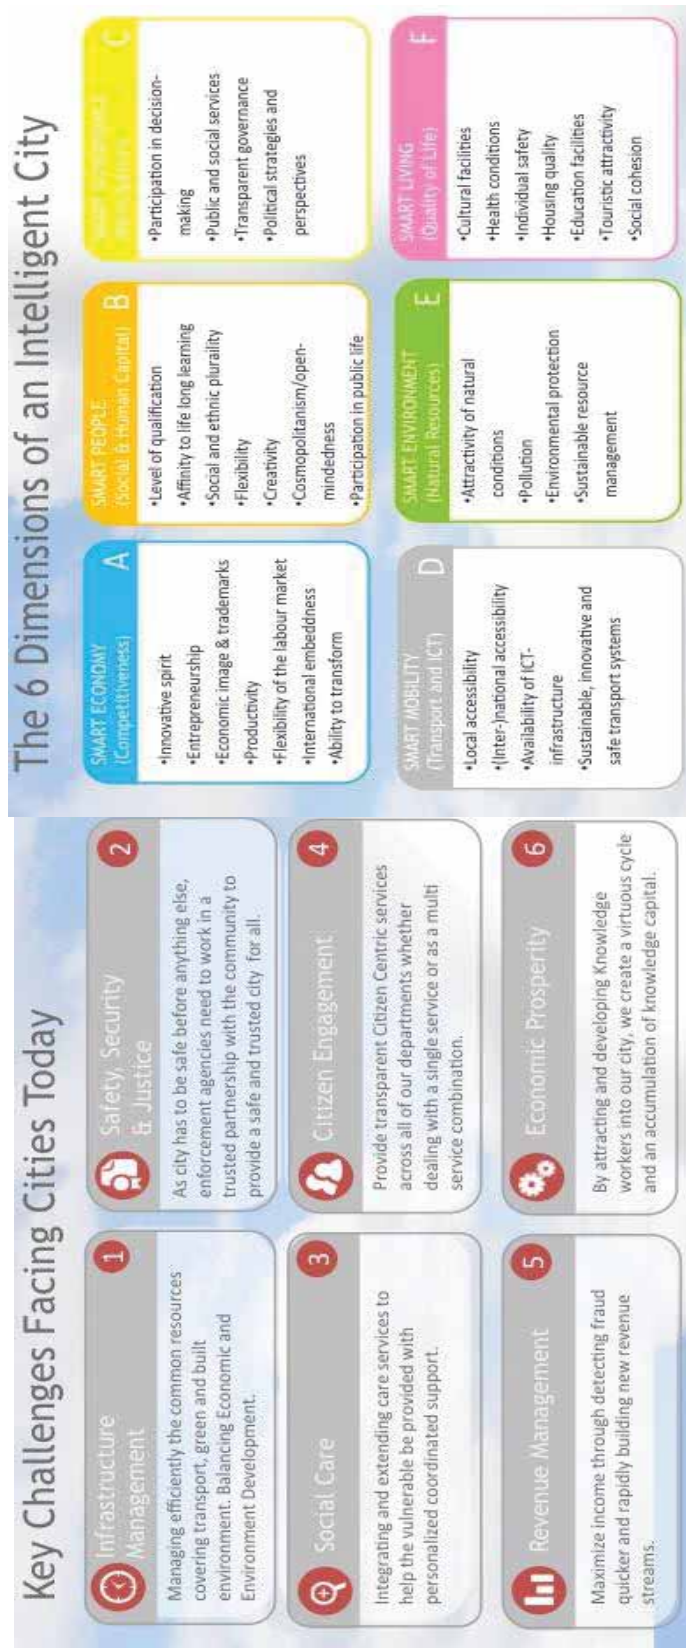 Key Challenges Facing Cities Today
Infrastructure
Management
1
Managing efficiently the common resources
covering transport, green and built
environment. Balancing Economic and
Environment Development.
Safety, Security
& Justice
2
As city has to be safe before anything else,
enforcement agencies need to work in a
trusted partnership with the community to
provide a safe and trusted city for all.
Social Care
3
Integrating and extending care services to
help the vulnerable be provided with
personalized coordinated support.
Citizen Engagement
4
Provide transparent Citizen Centric services
across all of our departments whether
dealing with a single service or as a multi
service combination.
Revenue Management
5
Maximize income through detecting fraud
quicker and rapidly building new revenue
streams.
Economic Prosperity
6
By attracting and developing Knowledge
workers into our city, we create a virtuous cycle
and an accumulation of knowledge capital.
The 6 Dimensions of an Intelligent City
SMART ECONOMY
(Competitiveness)
A
•Innovative spirit
•Entrepreneurship
•Economic image & trademarks
•Productivity
•Flexibility of the labour market
•International embeddness
•Ability to transform
SMART PEOPLE
(Social & Human Capital)
B
•Level of qualification
•Affinity to life long learning
•Social and ethnic plurality
•Flexibility
•Creativity
•Cosmopolitanism/open-
mindedness
•Participation in public life
C
•Participation in decision-
making
•Public and social services
•Transparent governance
•Political strategies and
perspectives
SMART MOBILITY
(Transport and ICT)
D
•Local accessibility
•(Inter-)national accessibility
•Availability of ICT-
infrastructure
•Sustainable, innovative and
safe transport systems
SMART ENVIRONMENT
(Natural Resources)
E
•Attractivity of natural
conditions
•Pollution
•Environmental protection
•Sustainable resource
management
SMART LIVING
(Quality of Life)
F
•Cultural facilities
•Health conditions
•Individual safety
•Housing quality
•Education facilities
•Touristic attractivity
•Social cohesion